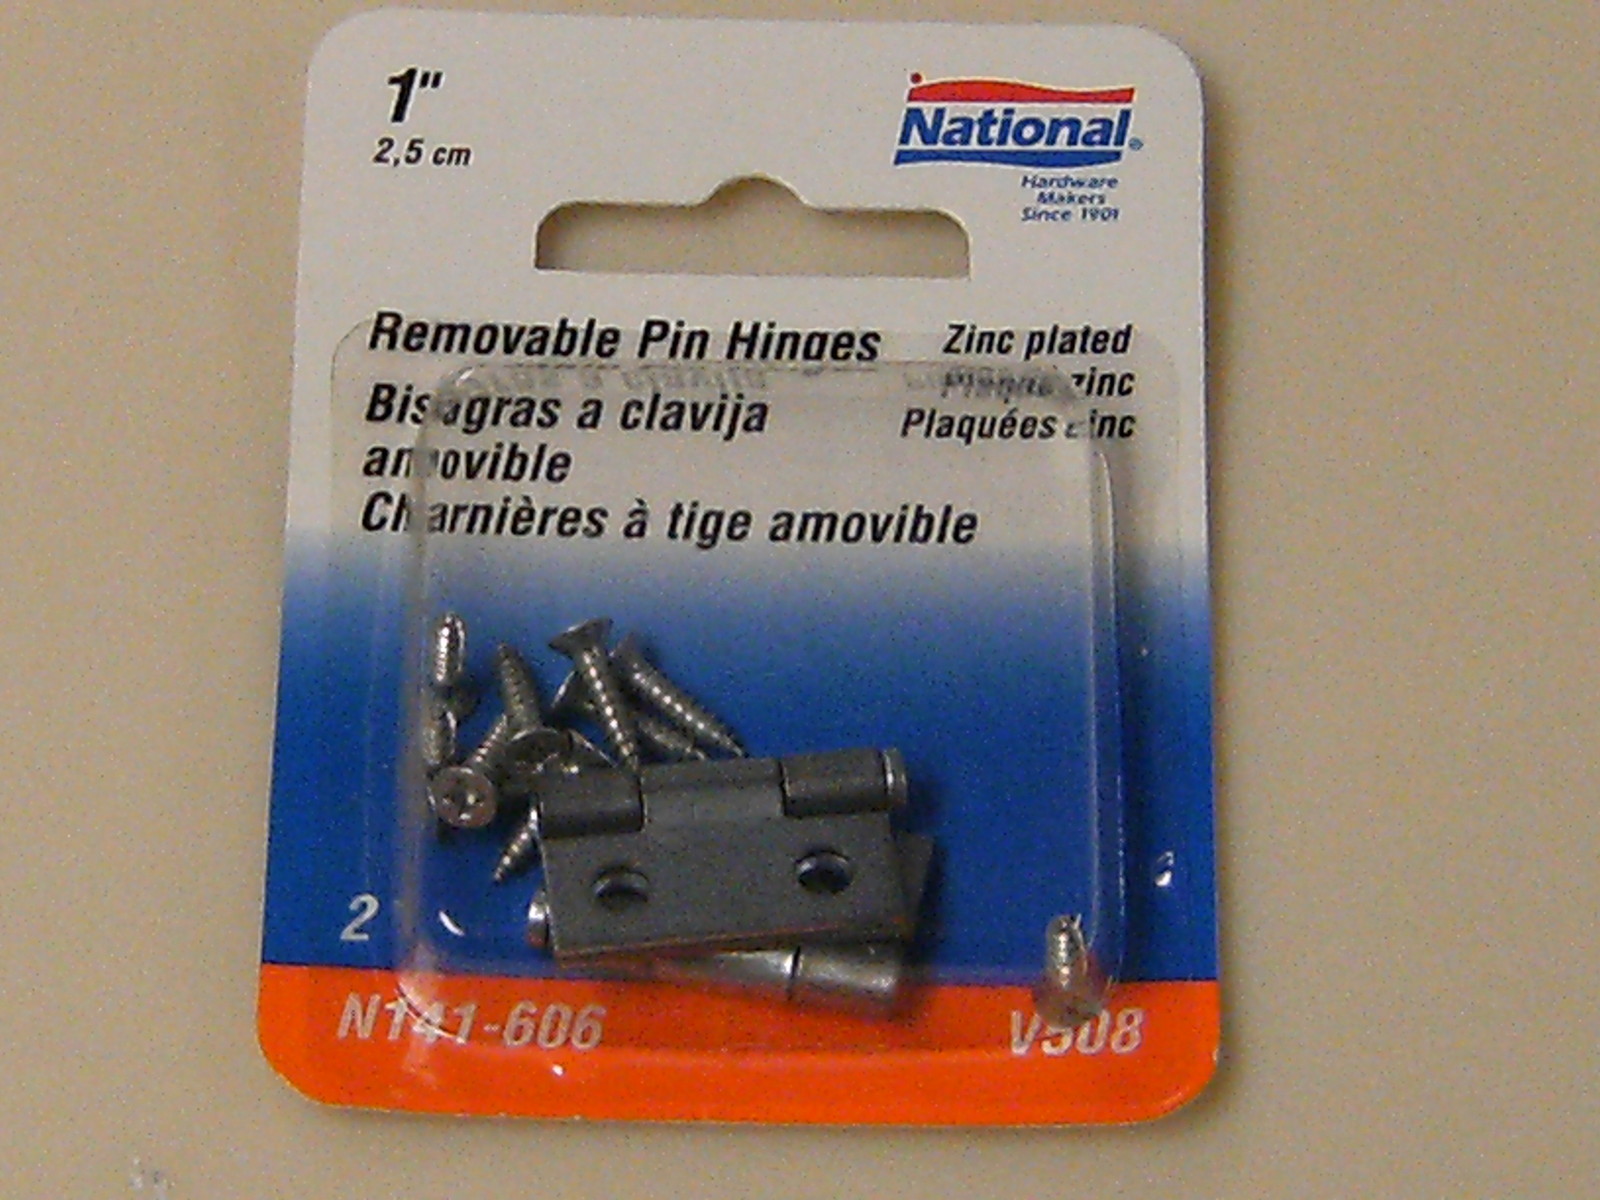 1"
2,5 cm
National
Hardware
Makers
Since 1901
Removable Pin Hinges
Zinc plated
zinc
Bisagras a clavija
Plaquées zinc
amovible
Charnières à tige amovible
2
N141-606
V508